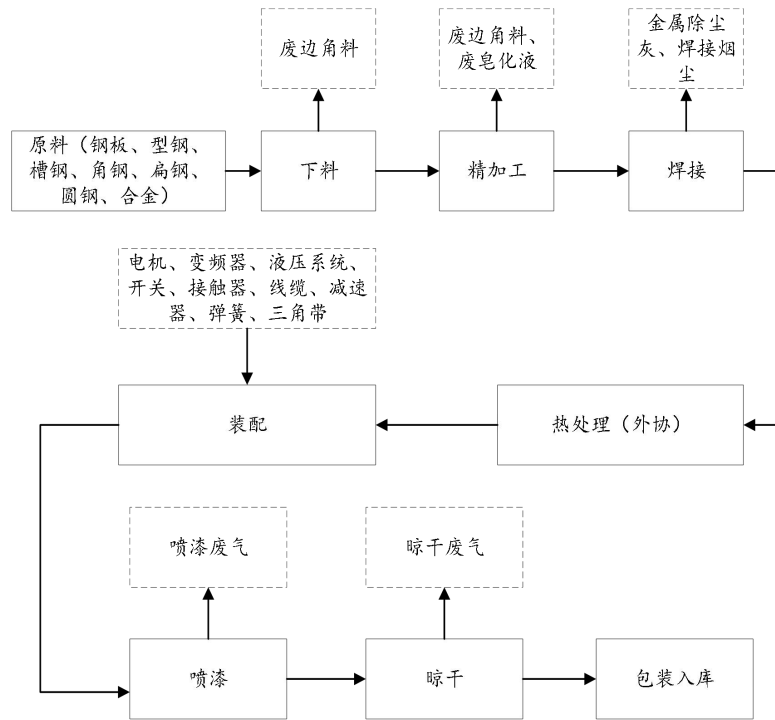 废边角料
废边角料、
废皂化液
金属除尘
灰、焊接烟
尘
原料（钢板、型钢、
槽钢、角钢、扁钢、
圆钢、合金）
下料
精加工
焊接
电机、变频器、液压系统、
开关、接触器、线缆、减速
器、弹簧、三角带
装配
热处理（外协）
喷漆废气
晾干废气
喷漆
晾干
包装入库